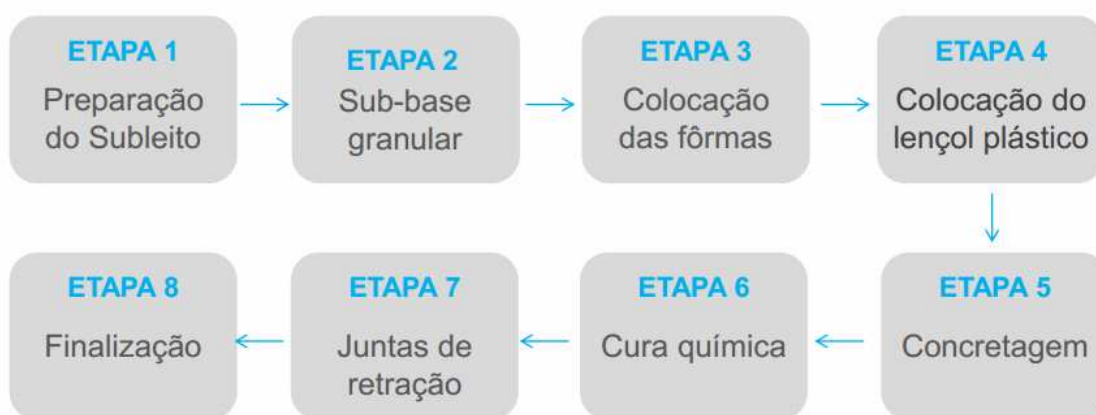 ETAPA 1
Preparação
do Subleito
ETAPA 2
Sub-base
granular
ETAPA 3
Colocação
das fôrmas
ETAPA 4
Colocação do
lençol plástico
ETAPA 5
Concretagem
ETAPA 6
Cura química
ETAPA 7
Juntas de
retração
ETAPA 8
Finalização